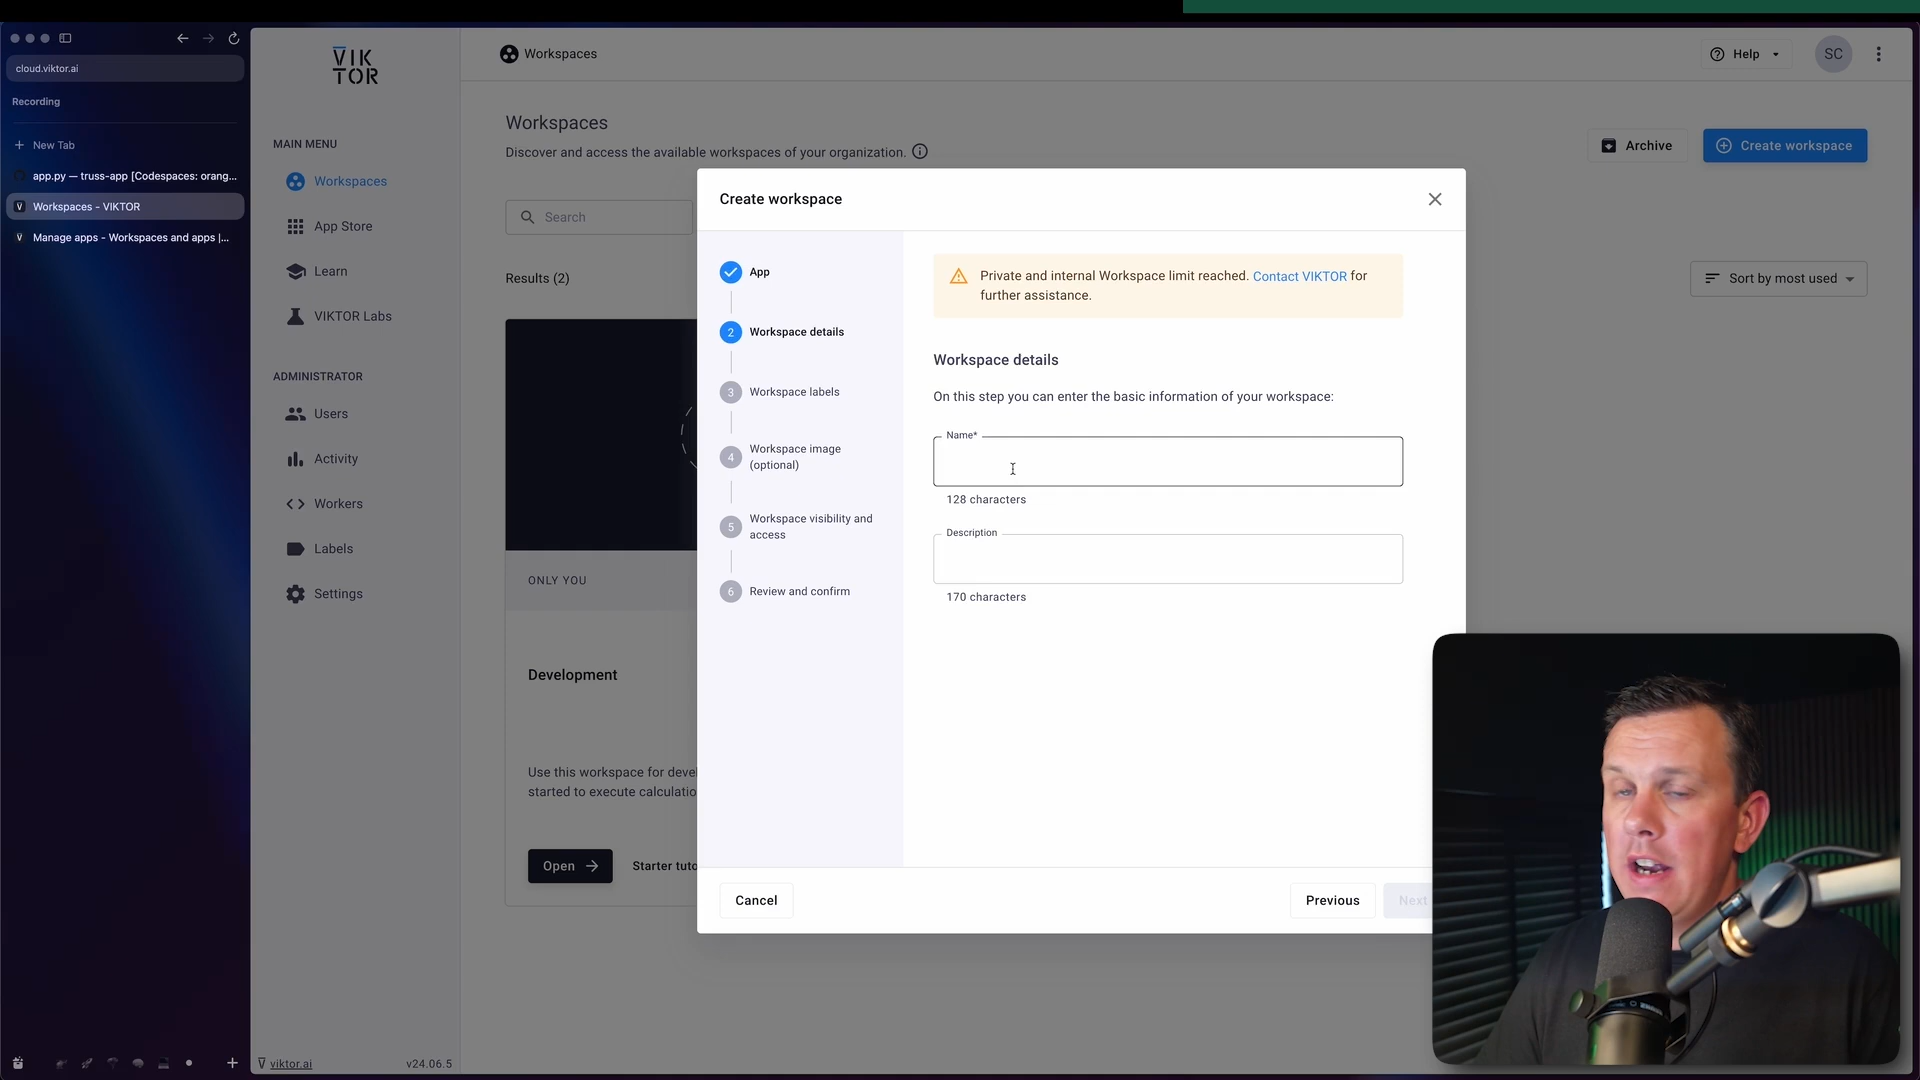 cloud.viktor.ai
Recording
New Tab
app.py — truss-app [Codespaces: orang...
Workspaces - VIKTOR
Manage apps - Workspaces and apps |...
VIK
TOR
MAIN MENU
Workspaces
App Store
Learn
VIKTOR Labs
ADMINISTRATOR
Users
Activity
Workers
Labels
Settings
viktor.ai
v24.06.5
Workspaces
Help
SC
Workspaces
Discover and access the available workspaces of your organization.
Archive
Create workspace
Search
Results (2)
Sort by most used
ONLY YOU
Development
Use this workspace for devel
started to execute calculatio
Open
Starter tuto
Create workspace
App
2 Workspace details
3 Workspace labels
4 Workspace image
(optional)
5 Workspace visibility and
access
6 Review and confirm
Private and internal Workspace limit reached. Contact VIKTOR for
further assistance.
Workspace details
On this step you can enter the basic information of your workspace:
Name*
128 characters
Description
170 characters
Cancel
Previous
Next